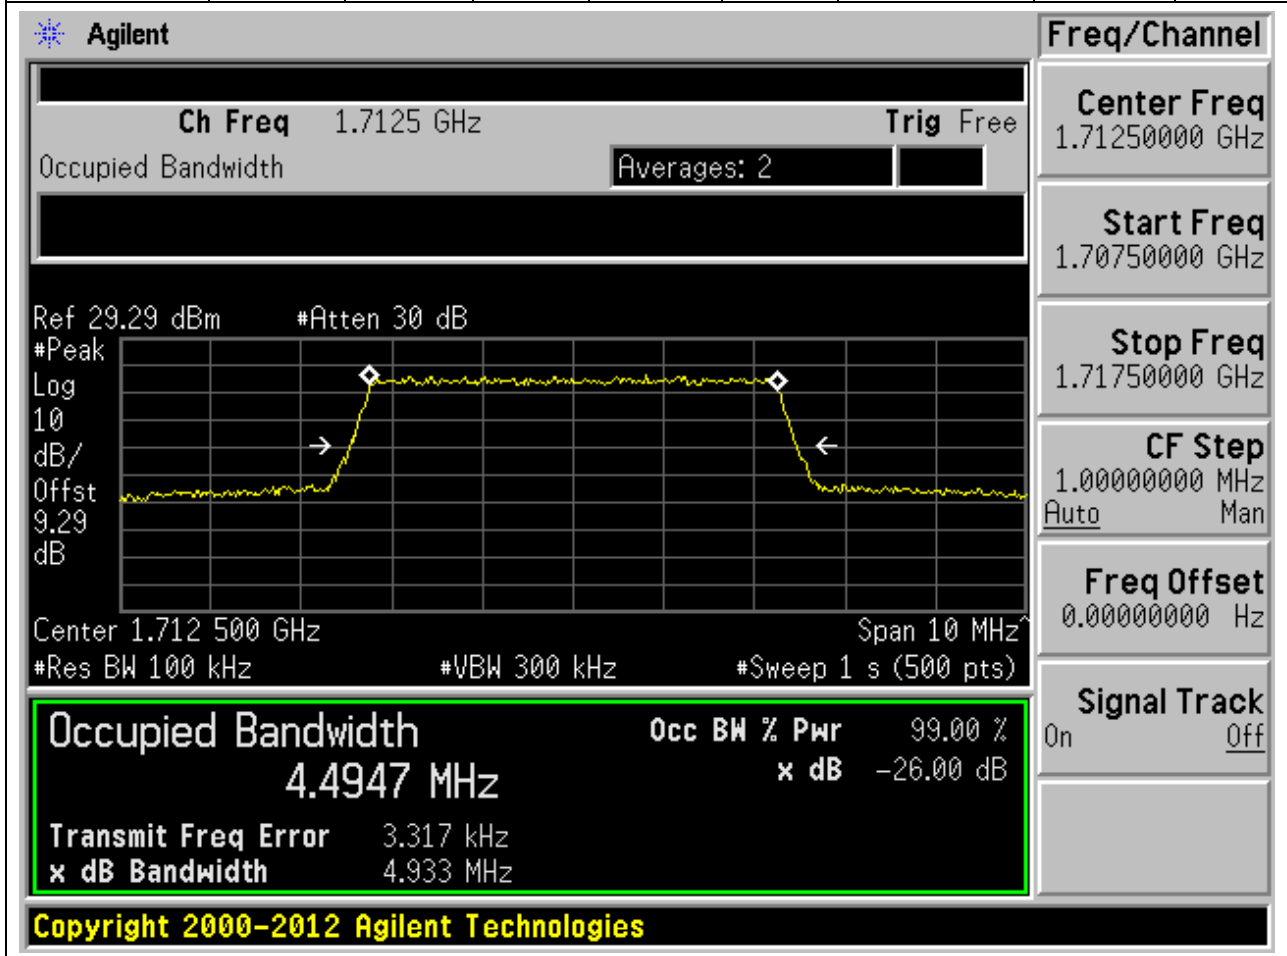 Agilent
Freq/Channel
Ch Freq 1.7125 GHz Trig Free
Occupied Bandwidth Averages: 2
Center Freq
1.71250000 GHz
Start Freq
1.70750000 GHz
Stop Freq
1.71750000 GHz
CF Step
1.00000000 MHz
Auto Man
Freq Offset
0.00000000 Hz
Signal Track
On Off
Ref 29.29 dBm #Atten 30 dB
#Peak
Log
10
dB/
Offst
9.29
dB
Center 1.712 500 GHz Span 10 MHz^
#Res BW 100 kHz #VBW 300 kHz #Sweep 1 s (500 pts)
Occupied Bandwidth
4.4947 MHz
Occ BW % Pwr 99.00 %
x dB -26.00 dB
Transmit Freq Error 3.317 kHz
x dB Bandwidth 4.933 MHz
Copyright 2000-2012 Agilent Technologies